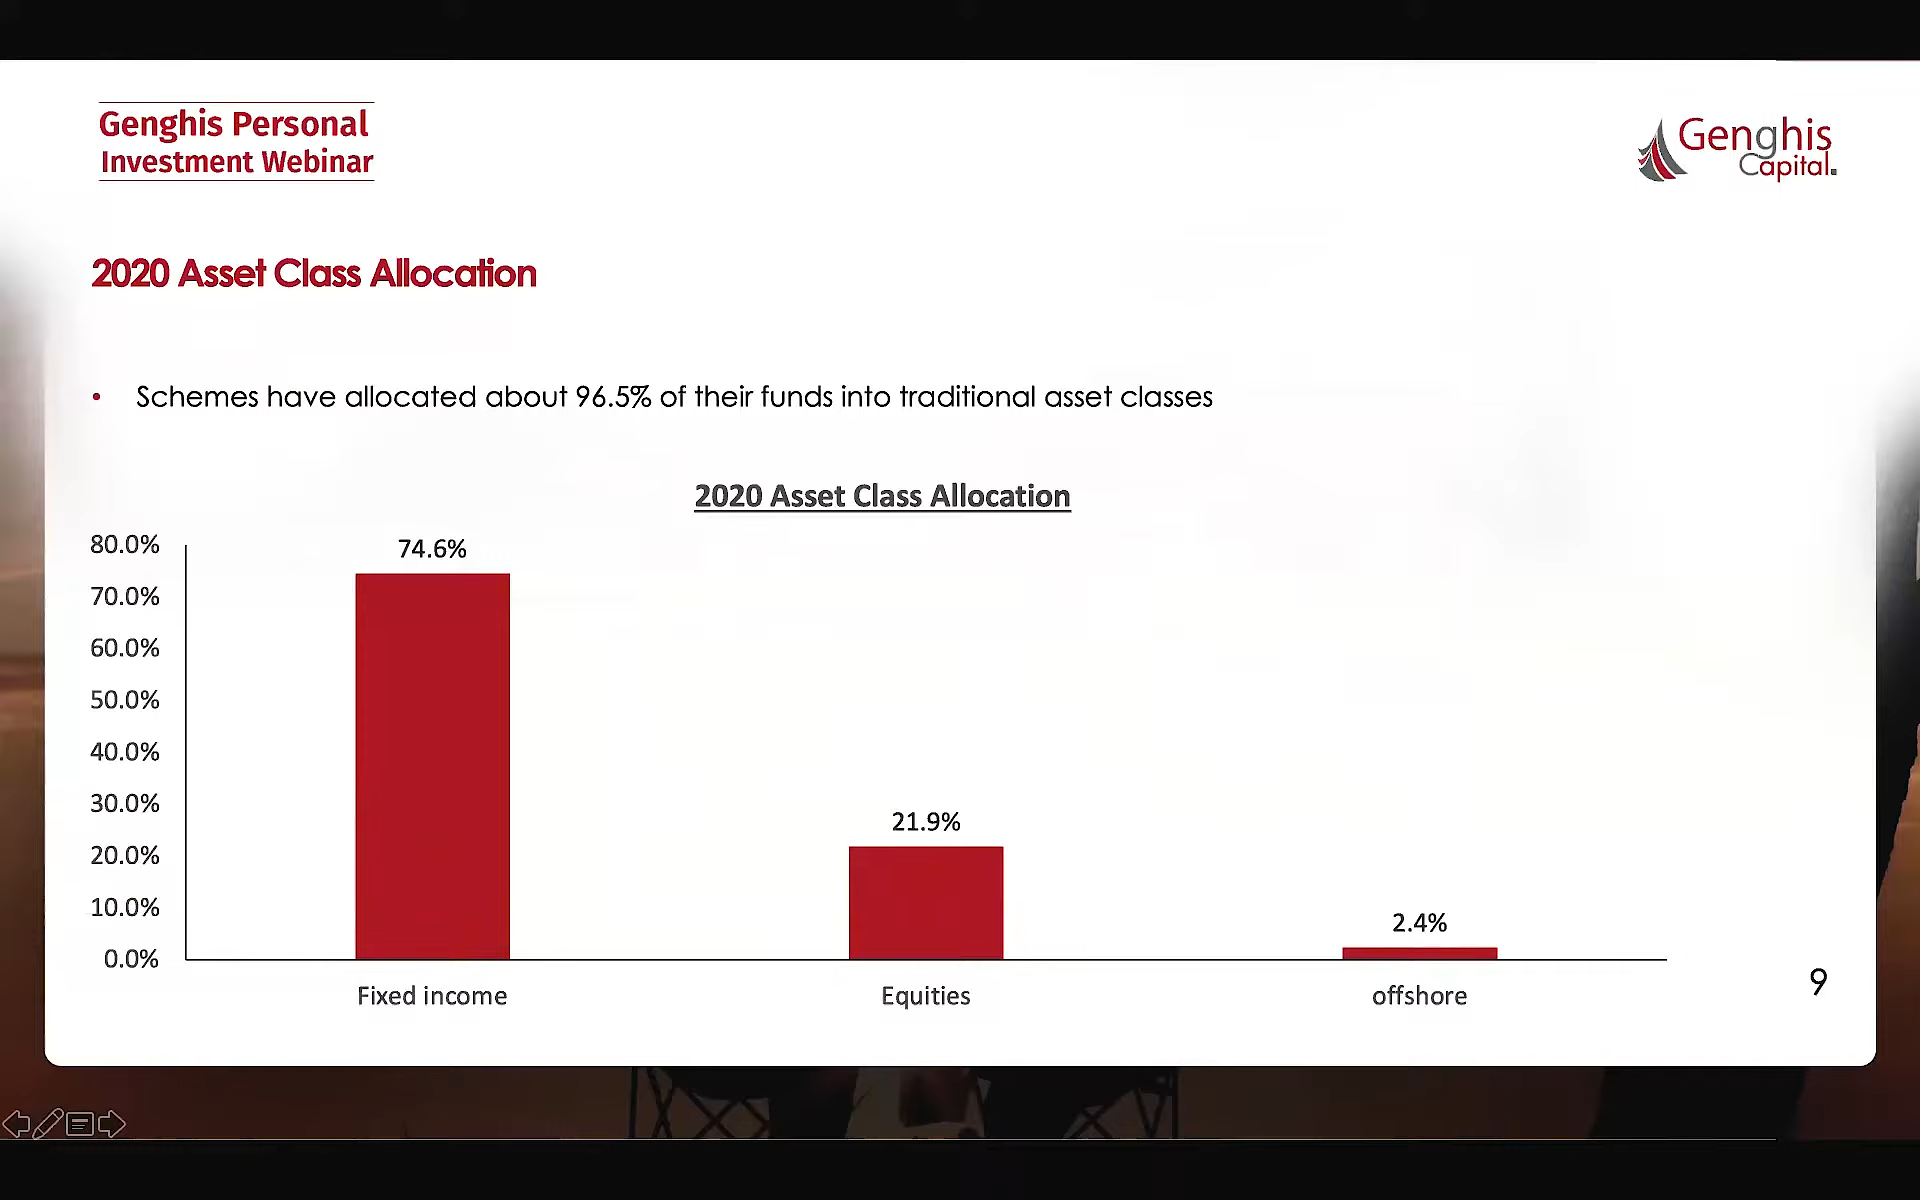 Genghis Personal
Investment Webinar
Genghis
Capital.
2020 Asset Class Allocation
• Schemes have allocated about 96.5% of their funds into traditional asset classes
2020 Asset Class Allocation
80.0%
70.0%
60.0%
50.0%
40.0%
30.0%
20.0%
10.0%
0.0%
74.6%
21.9%
2.4%
Fixed income
Equities
offshore
9